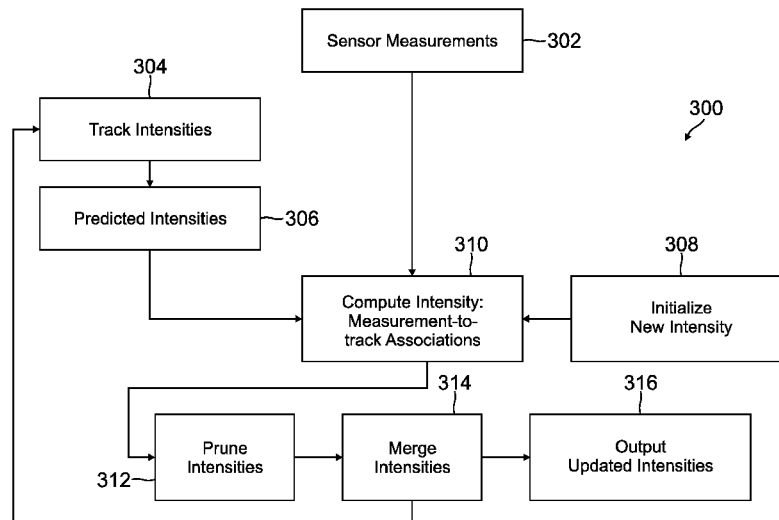 Sensor Measurements
302
304
Track Intensities
300
Predicted Intensities
306
310
308
Compute Intensity:
Measurement-to-
track Associations
Initialize
New Intensity
314
316
Prune
Intensities
312
Merge
Intensities
Output
Updated Intensities